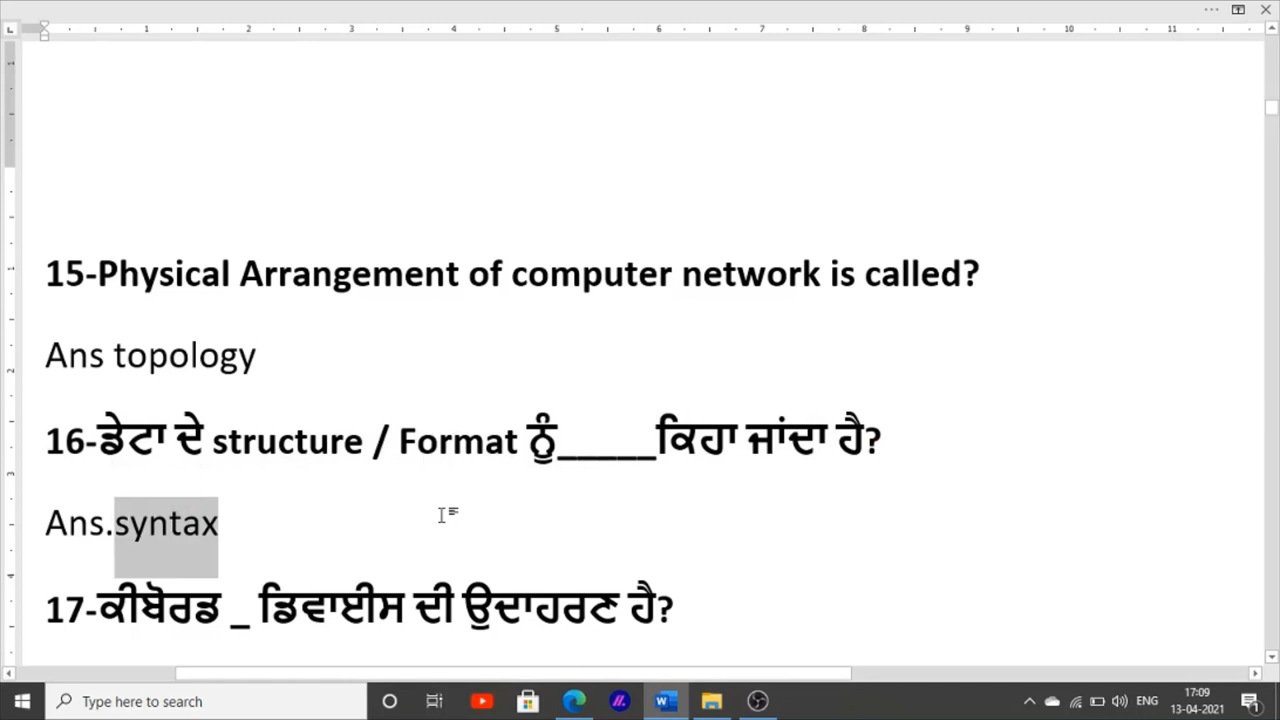 15-Physical Arrangement of computer network is called?
Ans topology
16-ਡੇਟਾ ਦੇ structure / Format ਨੂੰ_____ਕਿਹਾ ਜਾਂਦਾ ਹੈ?
Ans.syntax
17-ਕੀਬੋਰਡ _ ਡਿਵਾਈਸ ਦੀ ਉਦਾਹਰਣ ਹੈ?
Type here to search
ENG
17:09
13-04-2021